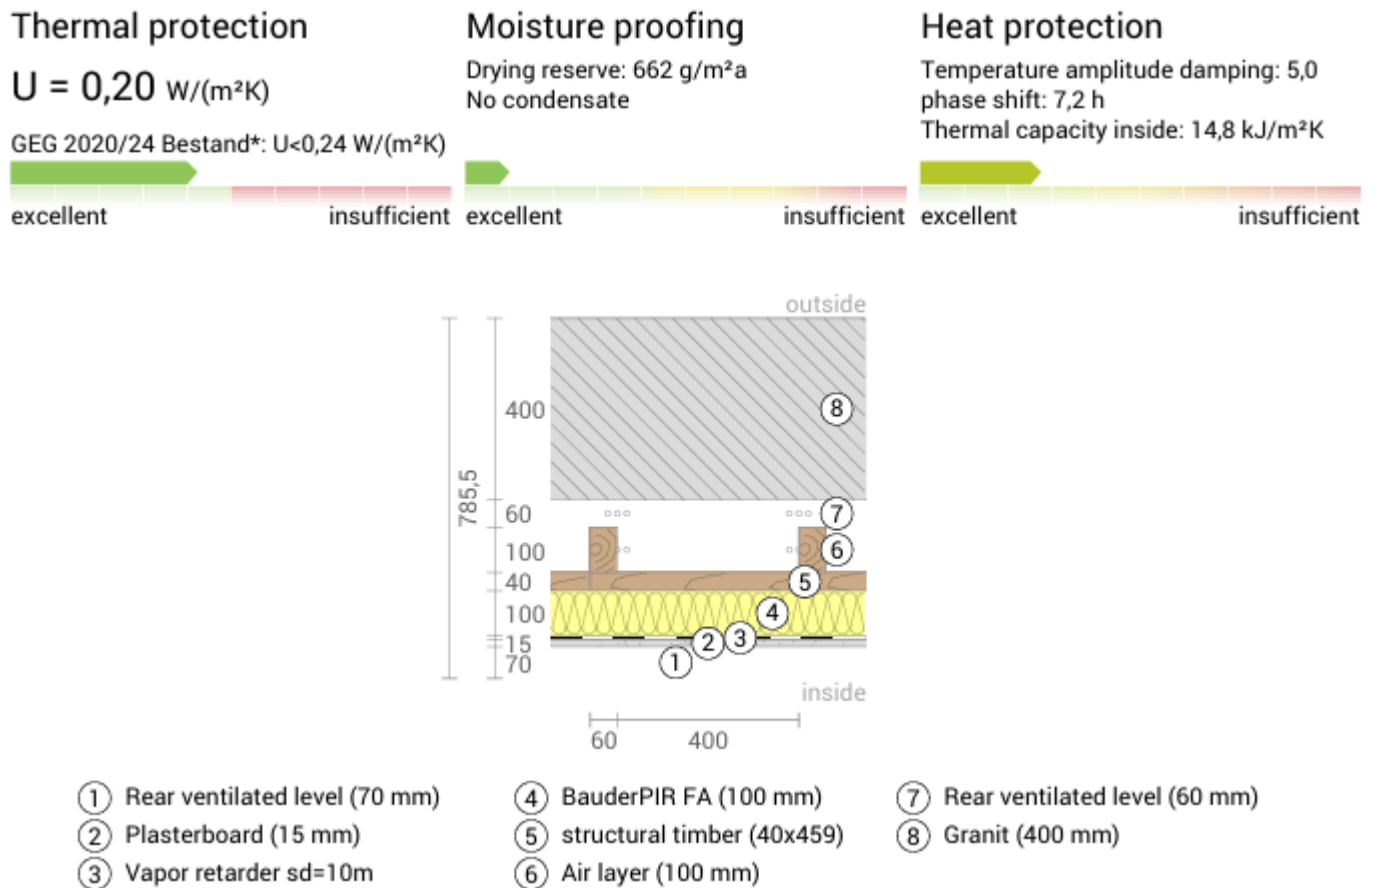 Thermal protection
U = 0,20 W/(m²K)
GEG 2020/24 Bestand*: U<0,24 W/(m²K)
excellent insufficient
Moisture proofing
Drying reserve: 662 g/m²a
No condensate
excellent insufficient
Heat protection
Temperature amplitude damping: 5,0
phase shift: 7,2 h
Thermal capacity inside: 14,8 kJ/m²K
excellent insufficient
outside
400
8
785,5
60
7
100
6
40
5
100
4
15
2
3
70
1
inside
60 400
1 Rear ventilated level (70 mm)
2 Plasterboard (15 mm)
3 Vapor retarder sd=10m
4 BauderPIR FA (100 mm)
5 structural timber (40x459)
6 Air layer (100 mm)
7 Rear ventilated level (60 mm)
8 Granit (400 mm)